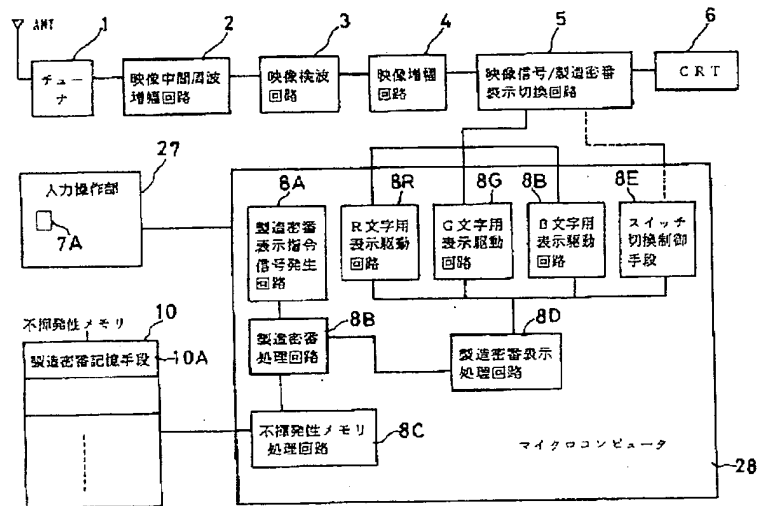 ANT
1
2
3
4
5
6
チューナ
映像中間周波
増幅回路
映像検波
回路
映像増幅
回路
映像信号/製造密番
表示切換回路
CRT
27
入力操作部
7A
8A
8R
8G
8B
8E
製造密番
表示指令
信号発生
回路
R文字用
表示駆動
回路
G文字用
表示駆動
回路
B文字用
表示駆動
回路
スイッチ
切換制御
手段
不揮発性メモリ
10
製造密番記憶手段
10A
製造密番
処理回路
8B
8D
製造密番表示
処理回路
不揮発性メモリ
処理回路
8C
マイクロコンピュータ
28